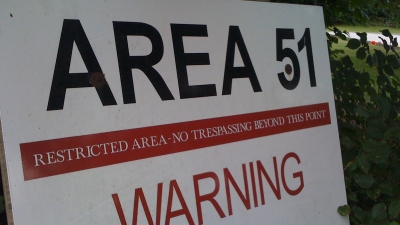 AREA 51
RESTRICTED AREA - NO TRESPASSING BEYOND THIS POINT
WARNING